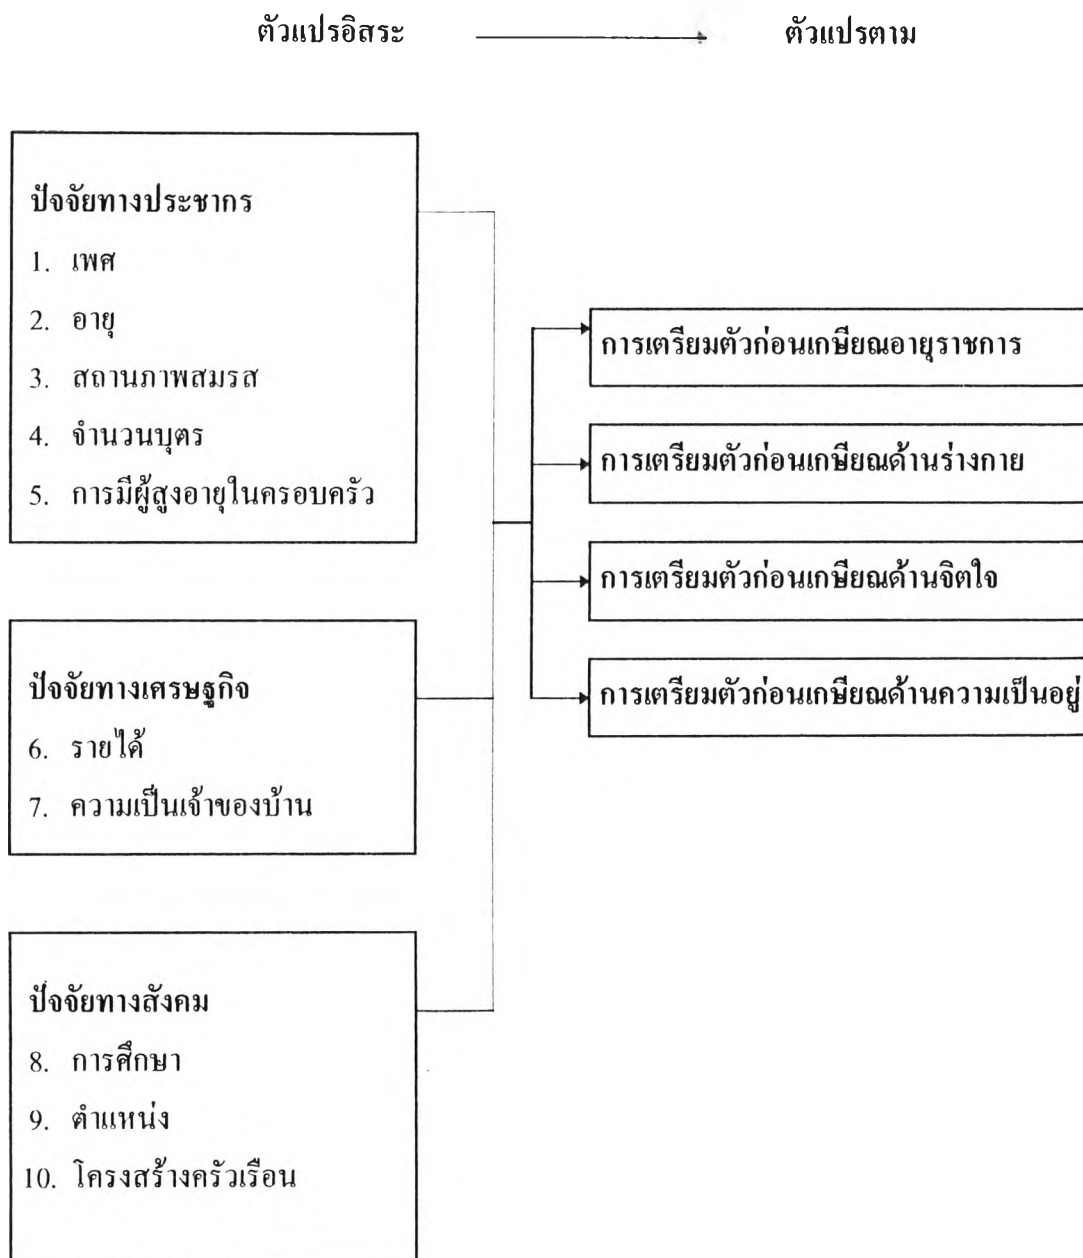 ตัวแปรอิสระ ตัวแปรตาม
ปัจจัยทางประชากร
1. เพศ
2. อายุ
3. สถานภาพสมรส
4. จำนวนบุตร
5. การมีผู้สูงอายุในครอบครัว
ปัจจัยทางเศรษฐกิจ
6. รายได้
7. ความเป็นเจ้าของบ้าน
ปัจจัยทางสังคม
8. การศึกษา
9. ตำแหน่ง
10. โครงสร้างครัวเรือน
การเตรียมตัวก่อนเกษียณอายุราชการ
การเตรียมตัวก่อนเกษียณด้านร่างกาย
การเตรียมตัวก่อนเกษียณด้านจิตใจ
การเตรียมตัวก่อนเกษียณด้านความเป็นอยู่